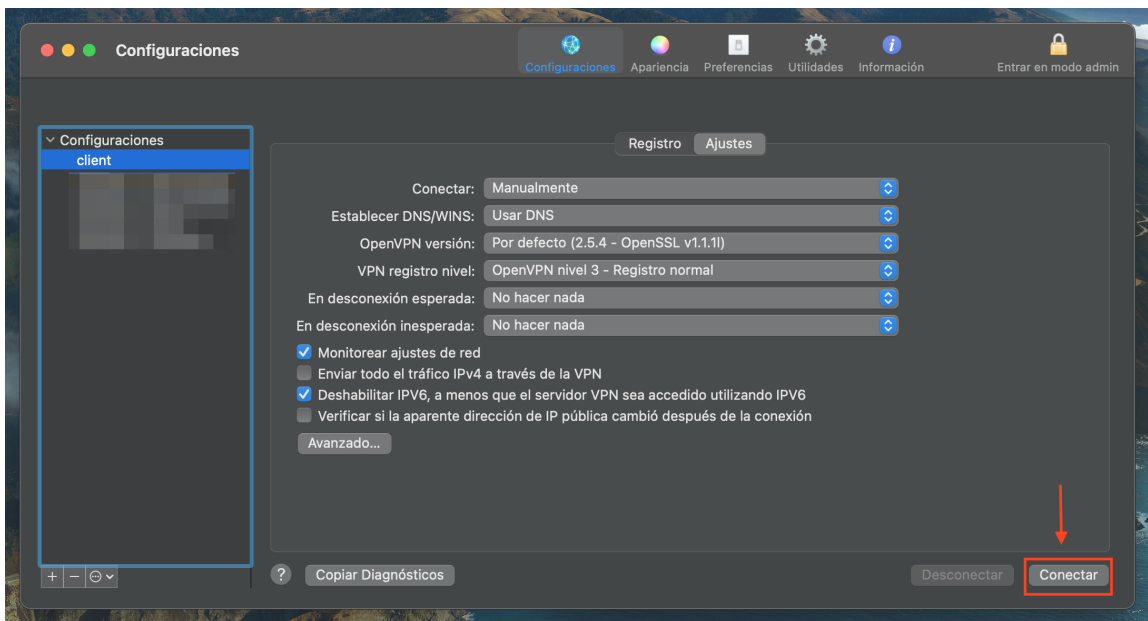 Configuraciones
Configuraciones Apariencia Preferencias Utilidades Información Entrar en modo admin
Configuraciones
client
Registro Ajustes
Conectar: Manualmente
Establecer DNS/WINS: Usar DNS
OpenVPN versión: Por defecto (2.5.4 - OpenSSL v1.1.1l)
VPN registro nivel: OpenVPN nivel 3 - Registro normal
En desconexión esperada: No hacer nada
En desconexión inesperada: No hacer nada
Monitorear ajustes de red
Enviar todo el tráfico IPv4 a través de la VPN
Deshabilitar IPV6, a menos que el servidor VPN sea accedido utilizando IPV6
Verificar si la aparente dirección de IP pública cambió después de la conexión
Avanzado...
? Copiar Diagnósticos Desconectar Conectar